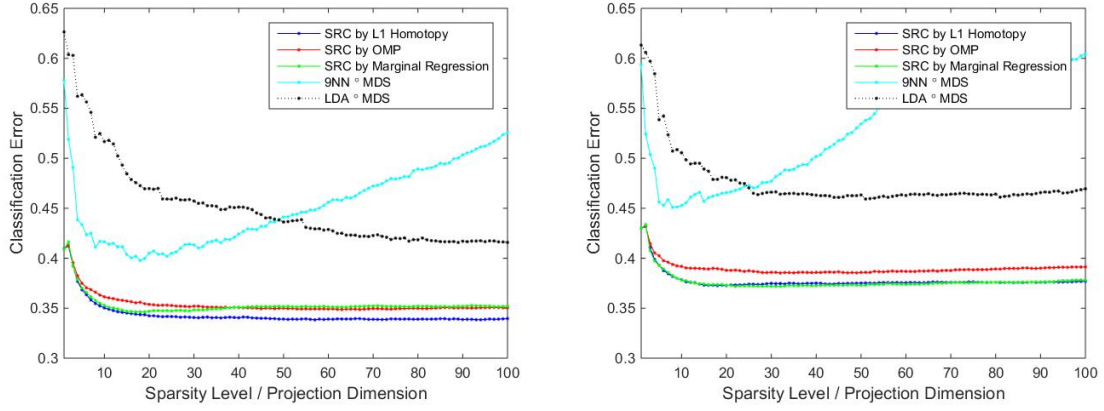 0.65
0.6
0.55
0.5
0.45
0.4
0.35
0.3
Classification Error
10 20 30 40 50 60 70 80 90 100
Sparsity Level / Projection Dimension
SRC by L1 Homotopy
SRC by OMP
SRC by Marginal Regression
9NN ° MDS
LDA ° MDS
0.65
0.6
0.55
0.5
0.45
0.4
0.35
0.3
Classification Error
10 20 30 40 50 60 70 80 90 100
Sparsity Level / Projection Dimension
SRC by L1 Homotopy
SRC by OMP
SRC by Marginal Regression
9NN ° MDS
LDA ° MDS